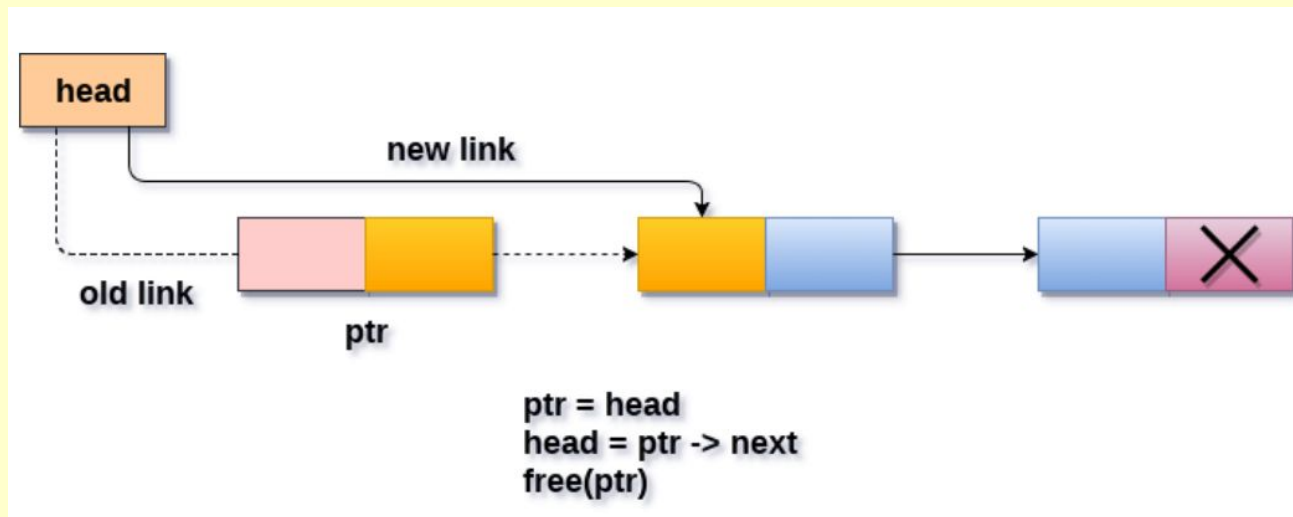 head
new link
old link
ptr
ptr = head
head = ptr -> next
free(ptr)